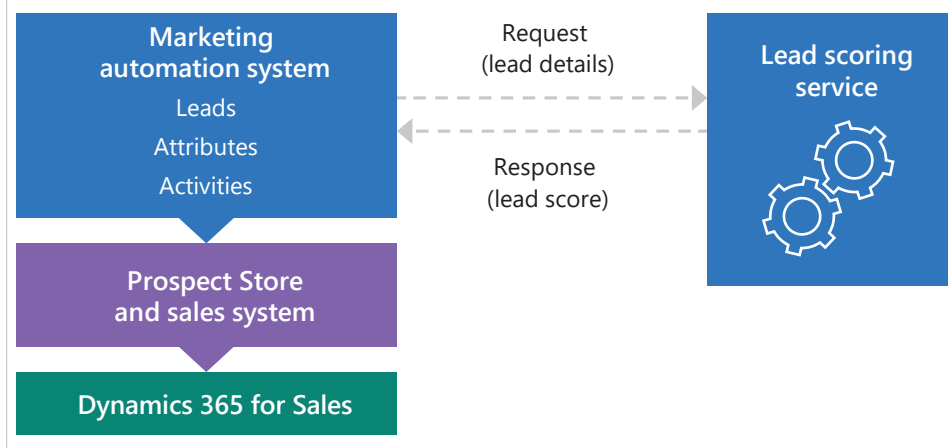 Marketing
automation system
Leads
Attributes
Activities
Request
(lead details)
Response
(lead score)
Lead scoring
service
Prospect Store
and sales system
Dynamics 365 for Sales